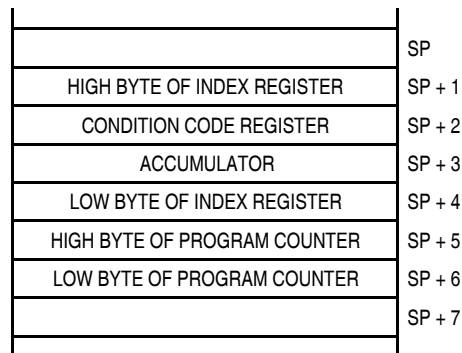 SP
HIGH BYTE OF INDEX REGISTER SP + 1
CONDITION CODE REGISTER SP + 2
ACCUMULATOR SP + 3
LOW BYTE OF INDEX REGISTER SP + 4
HIGH BYTE OF PROGRAM COUNTER SP + 5
LOW BYTE OF PROGRAM COUNTER SP + 6
SP + 7